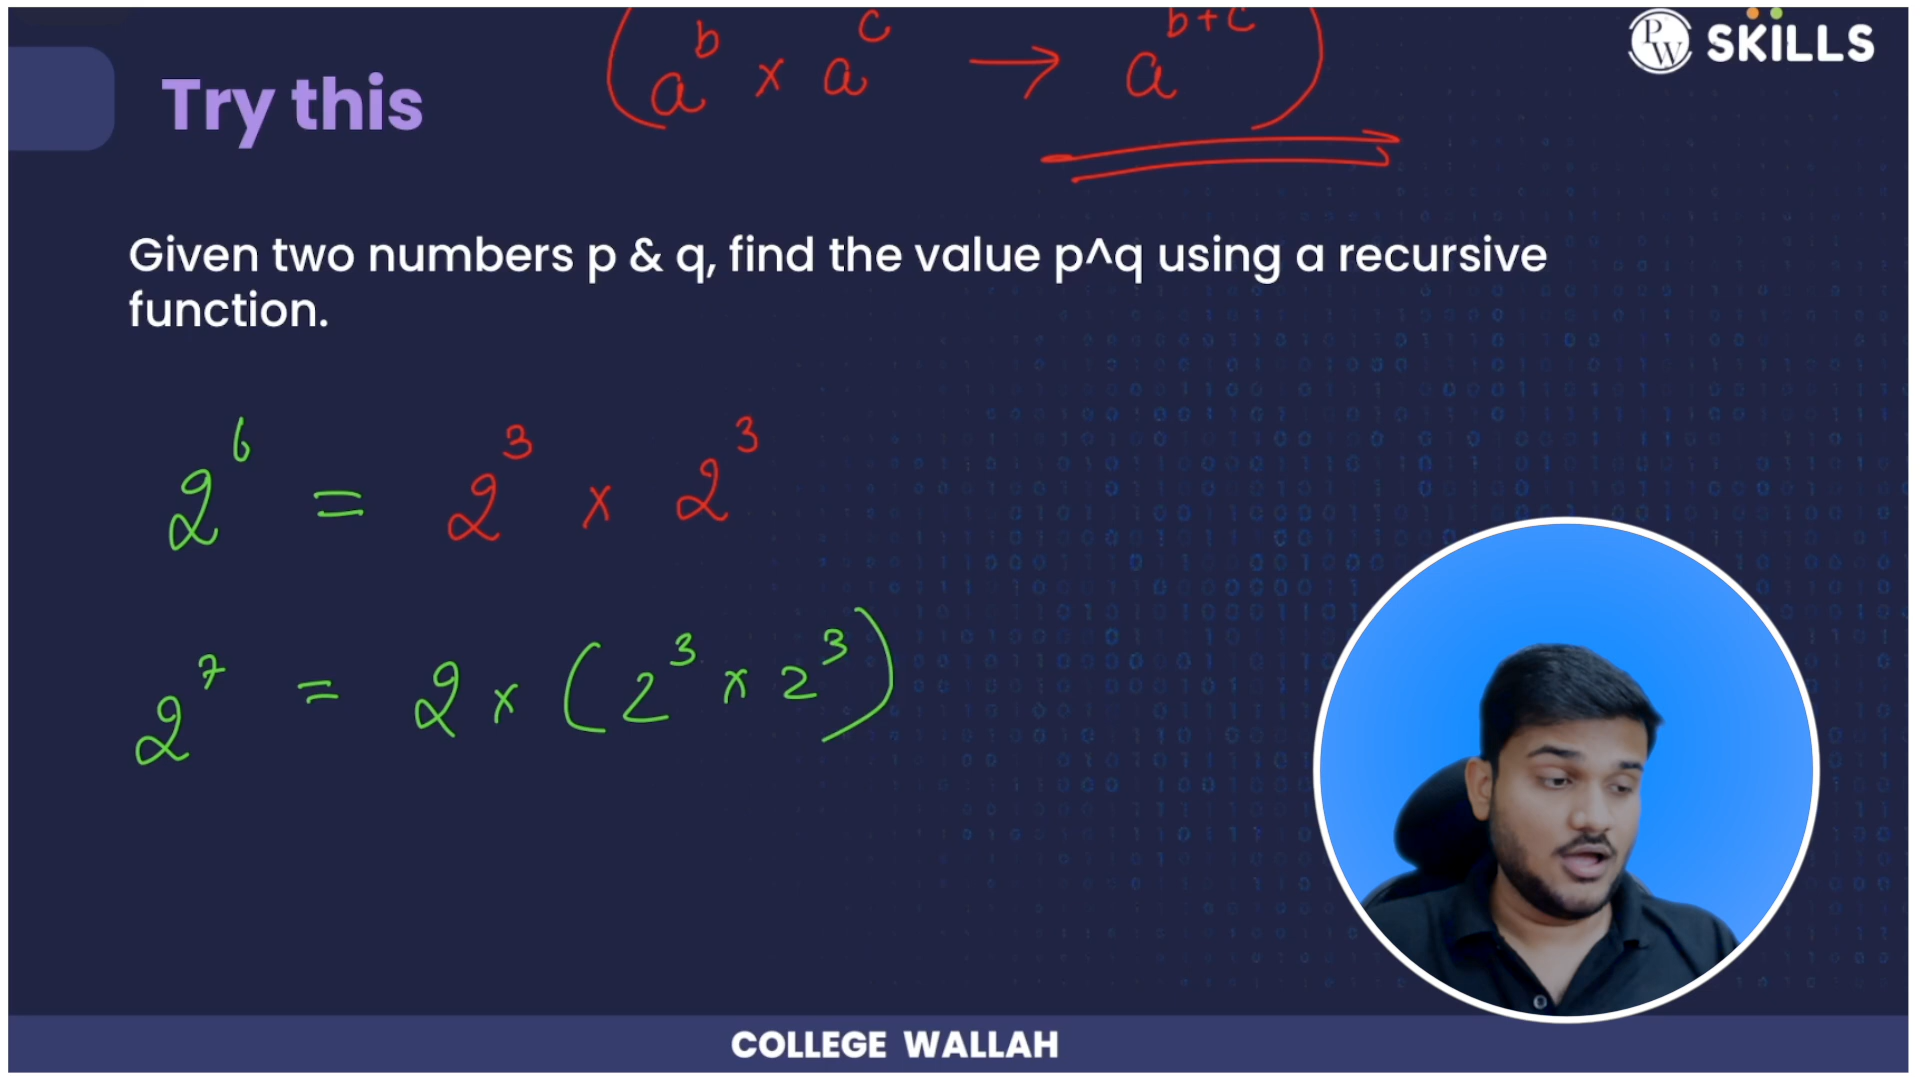 a^b × a^c → a^(b+c)
PW SKILLS
Try this
Given two numbers p & q, find the value p^q using a recursive
function.
2^6 = 2^3 × 2^3
2^7 = 2 × (2^3 × 2^3)
COLLEGE WALLAH